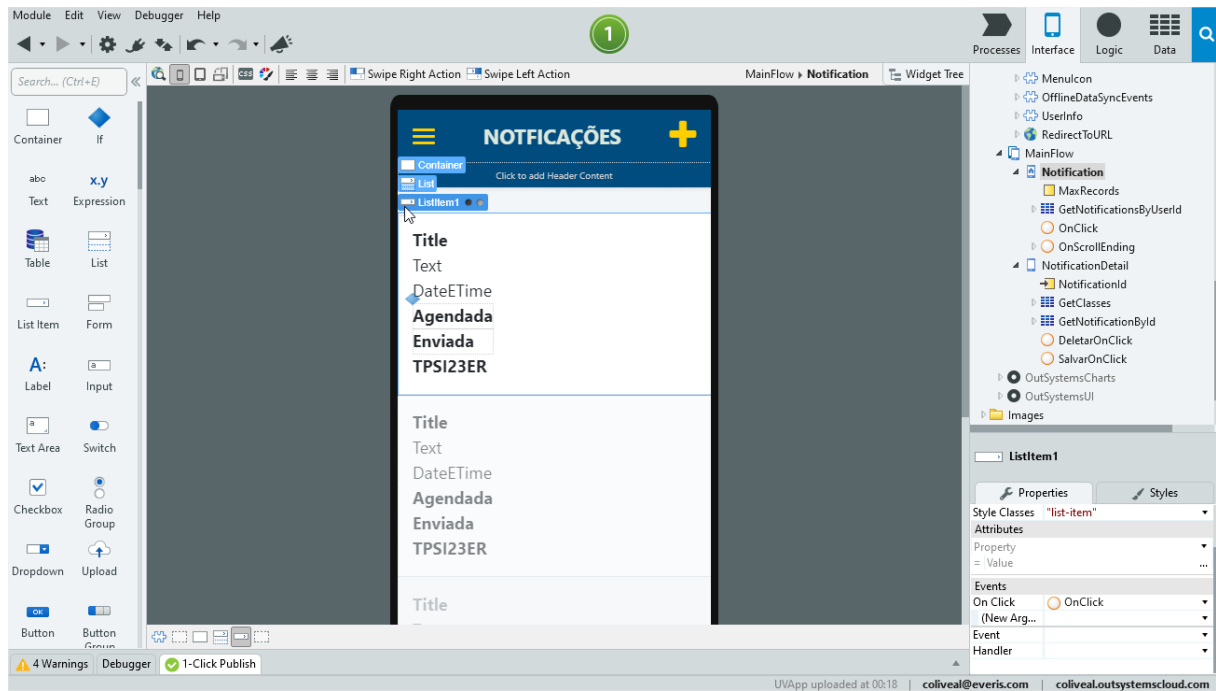 Module Edit View Debugger Help
1
Processes Interface Logic Data
Search... (Ctrl+E)
CSS
Swipe Right Action Swipe Left Action
MainFlow Notification
Widget Tree
Container
If
abc
x.y
Text
Expression
Table
List
List Item
Form
A:
a
Label
Input
a
Text Area
Switch
Checkbox
Radio Group
Dropdown
Upload
OK
Button
Button Group
NOTFICAÇÕES
Container
Click to add Header Content
List
ListItem1
Title
Text
DateETime
Agendada
Enviada
TPSI23ER
Title
Text
DateETime
Agendada
Enviada
TPSI23ER
Title
MenuIcon
OfflineDataSyncEvents
UserInfo
RedirectToURL
MainFlow
Notification
MaxRecords
GetNotificationsByUserId
OnClick
OnScrollEnding
NotificationDetail
NotificationId
GetClasses
GetNotificationById
DeletarOnClick
SalvarOnClick
OutSystemsCharts
OutSystemsUI
Images
ListItem1
Properties Styles
Style Classes "list-item"
Attributes
Property
= Value ...
Events
On Click OnClick
(New Arg...
Event
Handler
4 Warnings Debugger 1-Click Publish
UVApp uploaded at 00:18 | coliveal@everis.com | coliveal.outsystemscloud.com